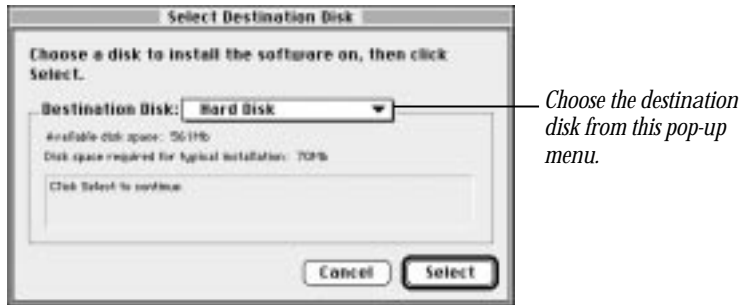 Select Destination Disk
Choose a disk to install the software on, then click
Select.
Destination Disk: Hard Disk
Available disk space: 561Mb
Disk space required for typical installation: 70Mb
Click Select to continue.
Cancel Select
Choose the destination
disk from this pop-up
menu.